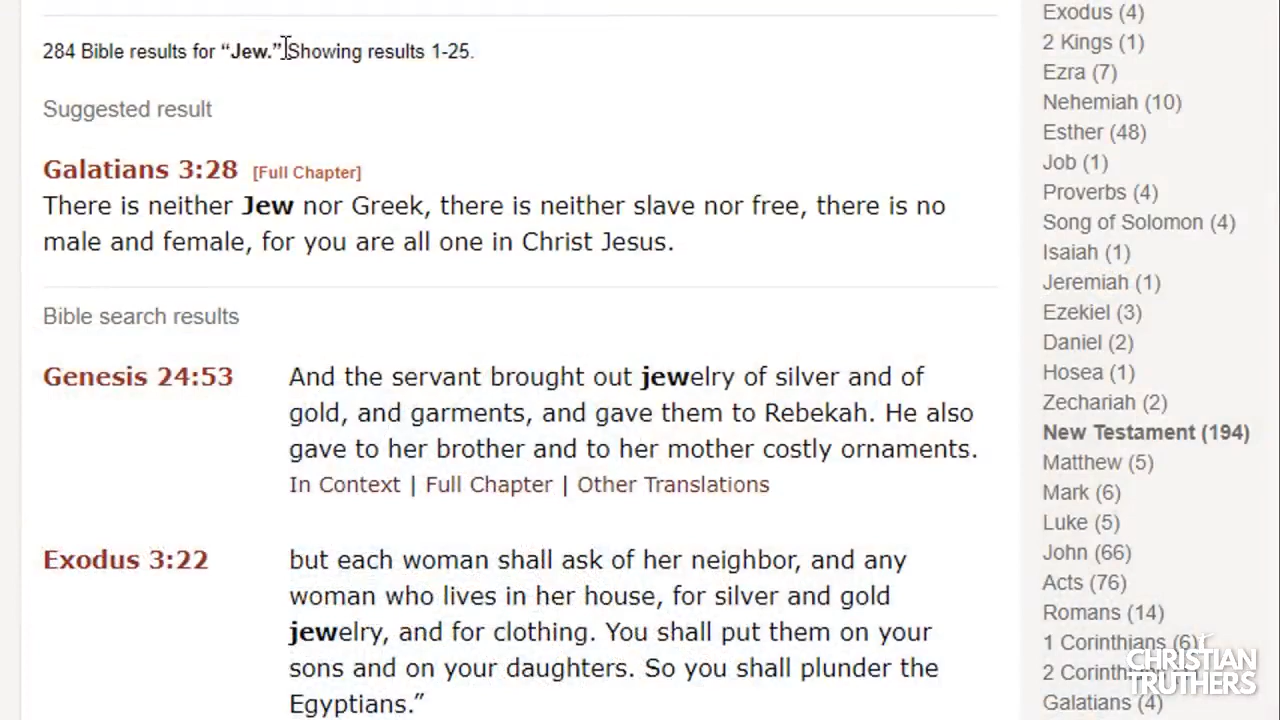 284 Bible results for “Jew.” Showing results 1-25.
Suggested result
Galatians 3:28 [Full Chapter]
There is neither Jew nor Greek, there is neither slave nor free, there is no
male and female, for you are all one in Christ Jesus.
Bible search results
Genesis 24:53
And the servant brought out jewelry of silver and of
gold, and garments, and gave them to Rebekah. He also
gave to her brother and to her mother costly ornaments.
In Context | Full Chapter | Other Translations
Exodus 3:22
but each woman shall ask of her neighbor, and any
woman who lives in her house, for silver and gold
jewelry, and for clothing. You shall put them on your
sons and on your daughters. So you shall plunder the
Egyptians.”
Exodus (4)
2 Kings (1)
Ezra (7)
Nehemiah (10)
Esther (48)
Job (1)
Proverbs (4)
Song of Solomon (4)
Isaiah (1)
Jeremiah (1)
Ezekiel (3)
Daniel (2)
Hosea (1)
Zechariah (2)
New Testament (194)
Matthew (5)
Mark (6)
Luke (5)
John (66)
Acts (76)
Romans (14)
1 Corinthians (6)
2
Galatians (4)
CHRISTIAN
TRUTHERS